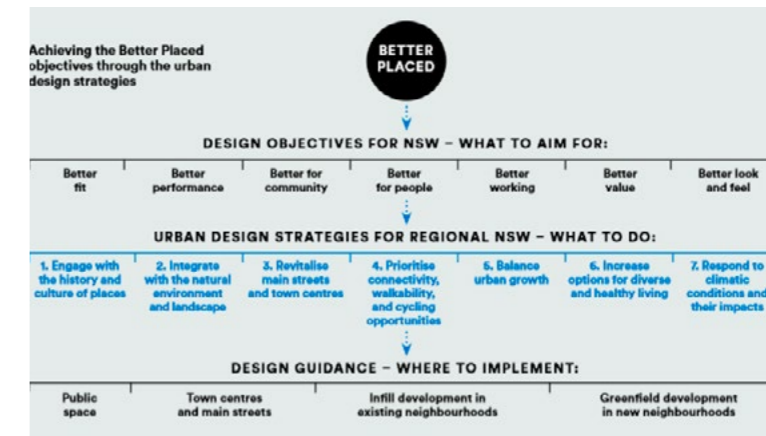 Achieving the Better Placed
objectives through the urban
design strategies
BETTER
PLACED
DESIGN OBJECTIVES FOR NSW – WHAT TO AIM FOR:
Better
fit
Better
performance
Better for
community
Better
for people
Better
working
Better
value
Better look
and feel
URBAN DESIGN STRATEGIES FOR REGIONAL NSW – WHAT TO DO:
1. Engage with
the history and
culture of places
2. Integrate
with the natural
environment
and landscape
3. Revitalise
main streets
and town centres
4. Prioritise
connectivity,
walkability,
and cycling
opportunities
5. Balance
urban growth
6. Increase
options for diverse
and healthy living
7. Respond to
climatic
conditions and
their impacts
DESIGN GUIDANCE – WHERE TO IMPLEMENT:
Public
space
Town centres
and main streets
Infill development in
existing neighbourhoods
Greenfield development
in new neighbourhoods